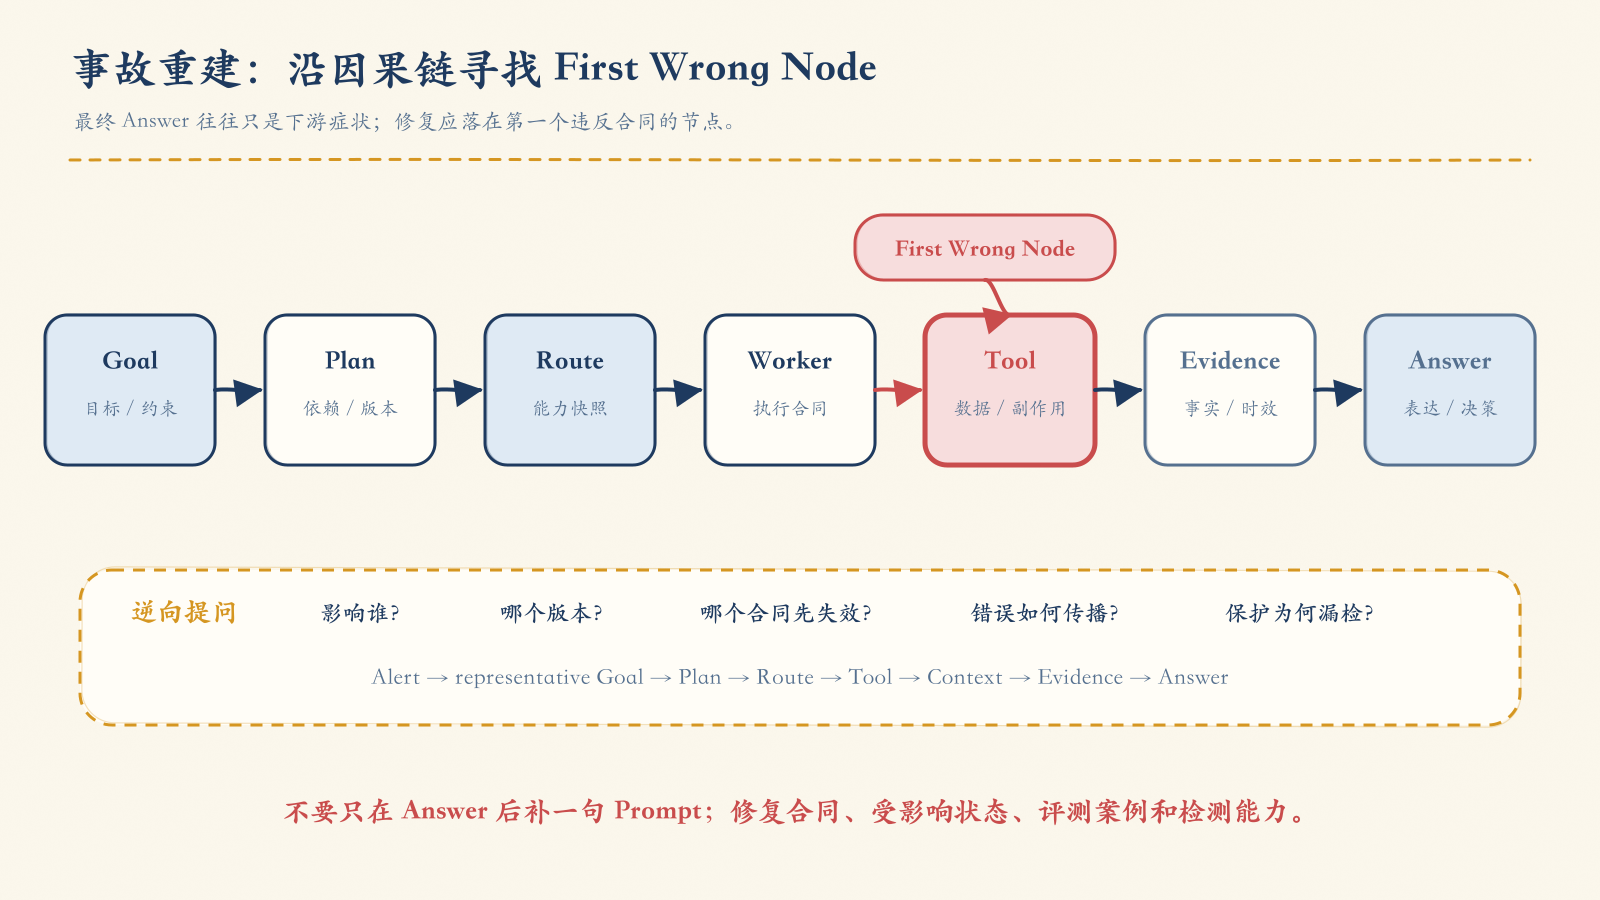 事故重建：沿因果链寻找 First Wrong Node
最终 Answer 往往只是下游症状；修复应落在第一个违反合同的节点。
First Wrong Node
Goal
目标 / 约束
Plan
依赖 / 版本
Route
能力快照
Worker
执行合同
Tool
数据 / 副作用
Evidence
事实 / 时效
Answer
表达 / 决策
逆向提问 影响谁? 哪个版本? 哪个合同先失效? 错误如何传播? 保护为何漏检?
Alert → representative Goal → Plan → Route → Tool → Context → Evidence → Answer
不要只在 Answer 后补一句 Prompt；修复合同、受影响状态、评测案例和检测能力。